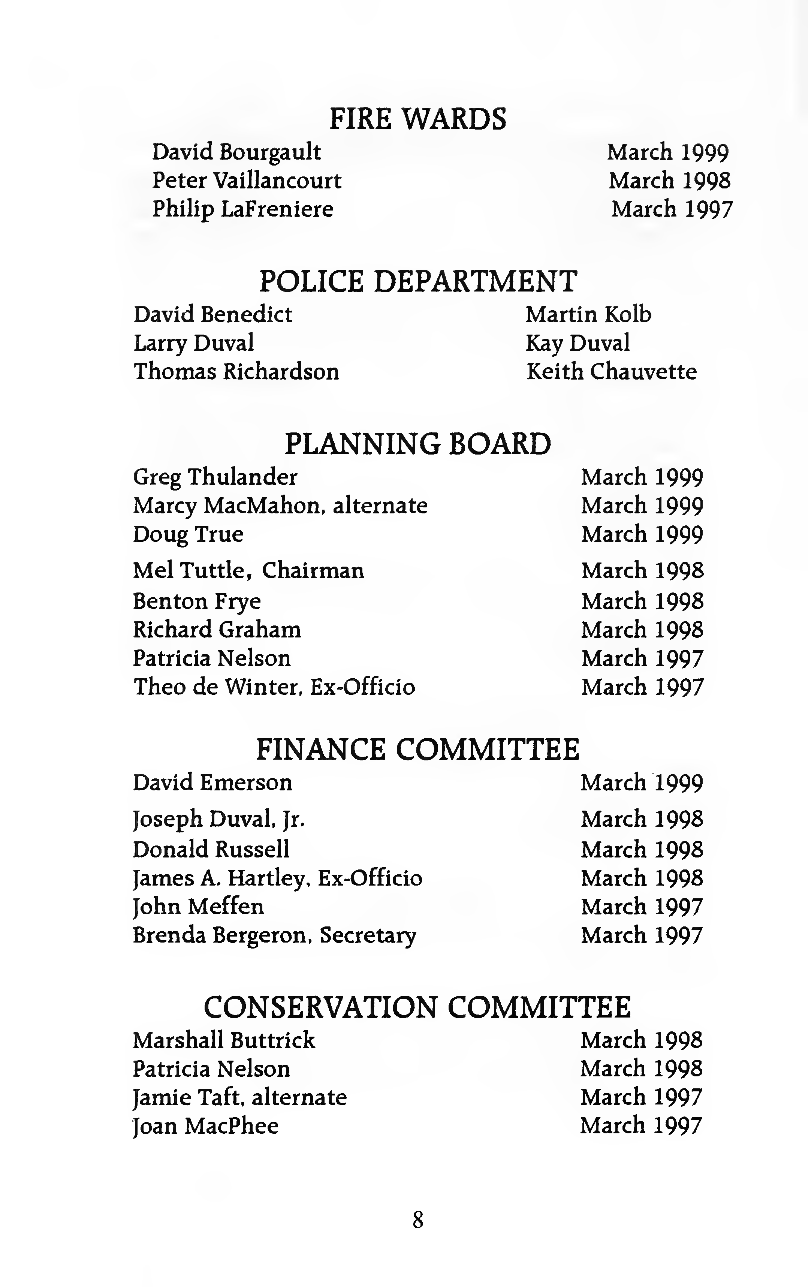 FIRE WARDS
David Bourgault March 1999
Peter Vaillancourt March 1998
Philip LaFreniere March 1997
POLICE DEPARTMENT
David Benedict Martin Kolb
Larry Duval Kay Duval
Thomas Richardson Keith Chauvette
PLANNING BOARD
Greg Thulander March 1999
Marcy MacMahon, alternate March 1999
Doug True March 1999
Mel Tuttle, Chairman March 1998
Benton Frye March 1998
Richard Graham March 1998
Patricia Nelson March 1997
Theo de Winter, Ex-Officio March 1997
FINANCE COMMITTEE
David Emerson March 1999
Joseph Duval, Jr. March 1998
Donald Russell March 1998
James A. Hartley, Ex-Officio March 1998
John Meffen March 1997
Brenda Bergeron, Secretary March 1997
CONSERVATION COMMITTEE
Marshall Buttrick March 1998
Patricia Nelson March 1998
Jamie Taft, alternate March 1997
Joan MacPhee March 1997
8